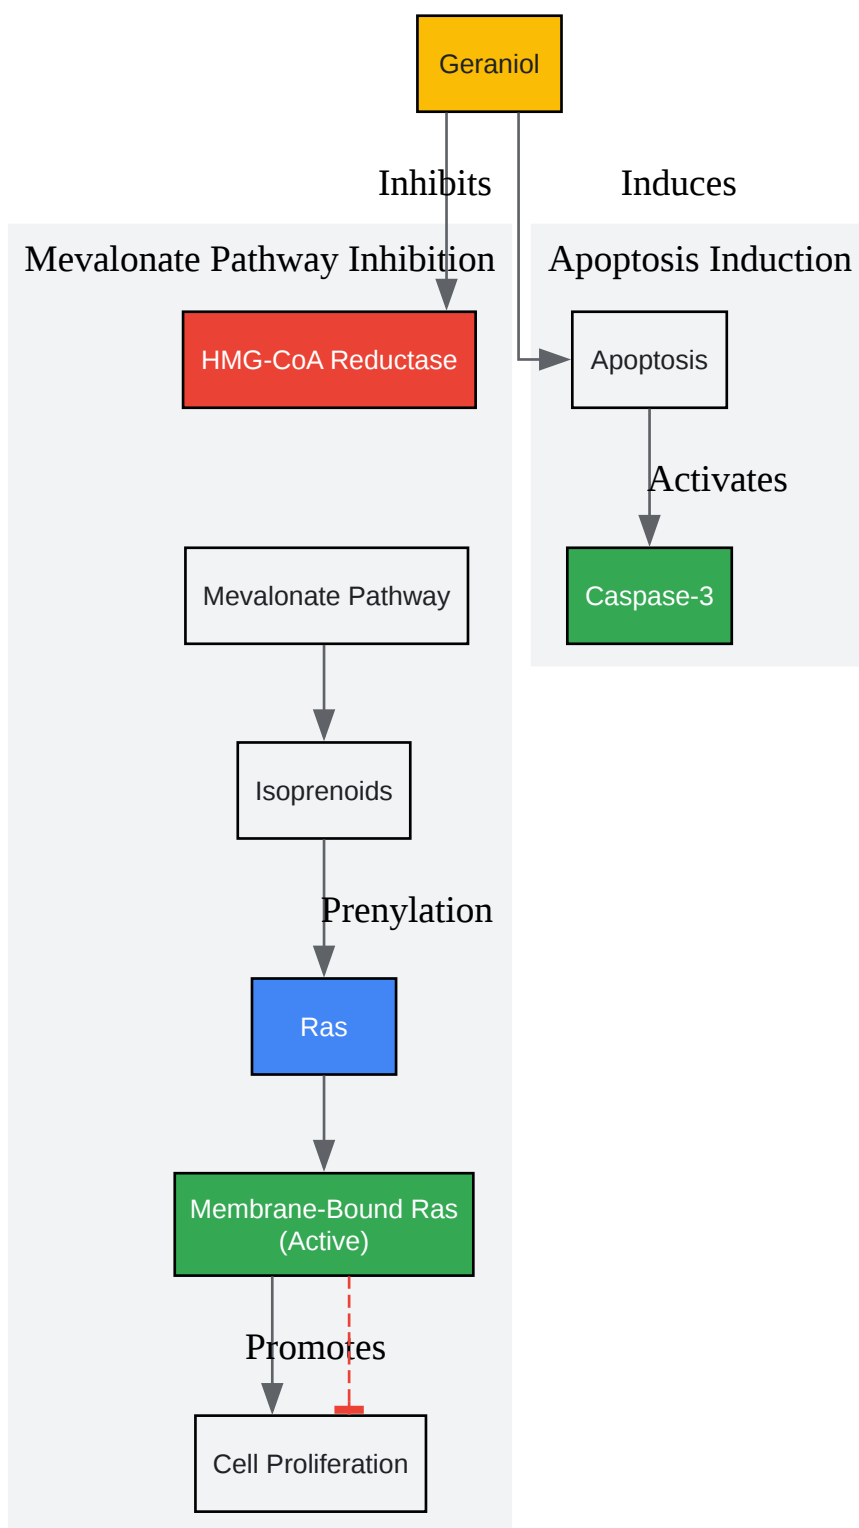 Geraniol
Inhibits
Induces
Mevalonate Pathway Inhibition
Apoptosis Induction
HMG-CoA Reductase
Apoptosis
Activates
Mevalonate Pathway
Caspase-3
Isoprenoids
Prenylation
Ras
Membrane-Bound Ras
(Active)
Promotes
Cell Proliferation